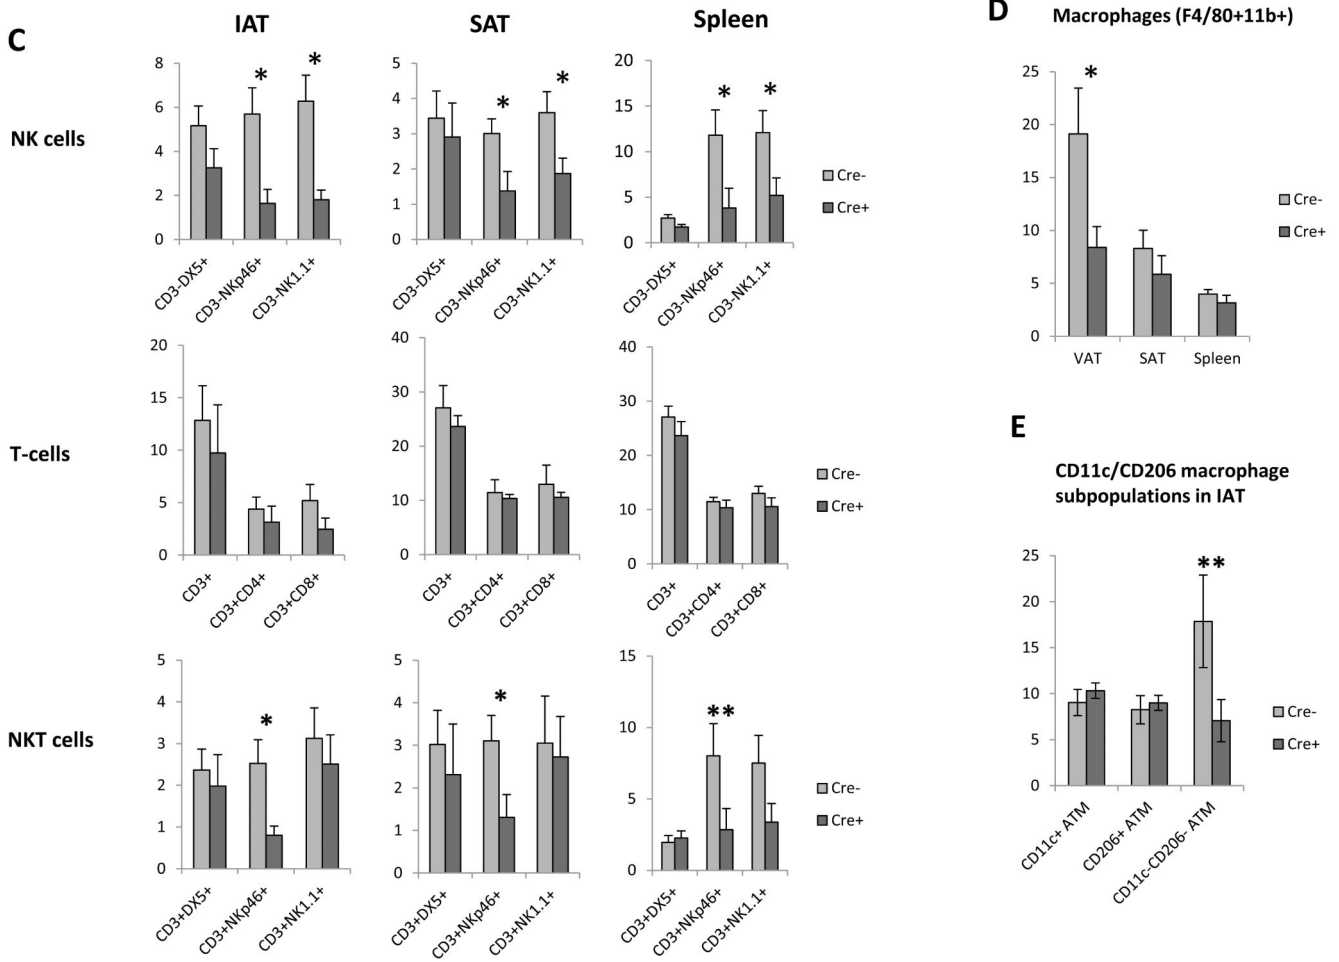 C
IAT
SAT
Spleen
NK cells
8
6
4
2
0
*
*
CD3-DX5+
CD3-NKp46+
CD3-NK1.1+
5
4
3
2
1
0
*
*
CD3-DX5+
CD3-NKp46+
CD3-NK1.1+
20
15
10
5
0
*
*
CD3-DX5+
CD3-NKp46+
CD3-NK1.1+
Cre-
Cre+
T-cells
20
15
10
5
0
CD3+
CD3+CD4+
CD3+CD8+
40
30
20
10
0
CD3+
CD3+CD4+
CD3+CD8+
40
30
20
10
0
CD3+
CD3+CD4+
CD3+CD8+
Cre-
Cre+
NKT cells
5
4
3
2
1
0
*
CD3+DX5+
CD3+NKp46+
CD3+NK1.1+
5
4
3
2
1
0
*
CD3+DX5+
CD3+NKp46+
CD3+NK1.1+
15
10
5
0
**
CD3+DX5+
CD3+NKp46+
CD3+NK1.1+
Cre-
Cre+
D
Macrophages (F4/80+11b+)
25
20
15
10
5
0
*
VAT
SAT
Spleen
Cre-
Cre+
E
CD11c/CD206 macrophage
subpopulations in IAT
25
20
15
10
5
0
**
CD11c+ ATM
CD206+ ATM
CD11c-CD206- ATM
Cre-
Cre+